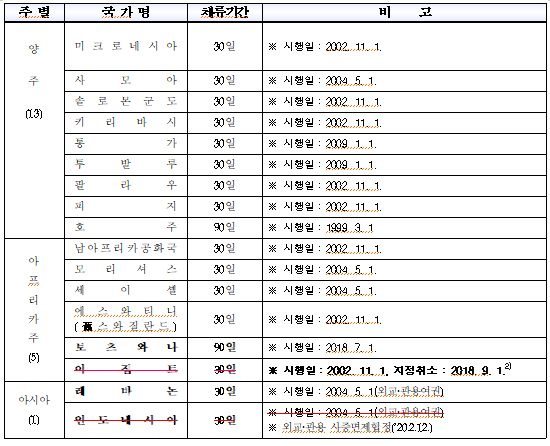 주 별 국 가 명 체류기간 비 고
양
주
(13)
미 크 로 네 시 아 30일 ※ 시행일 : 2002. 11. 1.
사 모 아 30일 ※ 시행일 : 2004. 5. 1.
솔 로 몬 군 도 30일 ※ 시행일 : 2002. 11. 1.
키 리 바 시 30일 ※ 시행일 : 2002. 11. 1.
통 가 30일 ※ 시행일 : 2009. 1. 1.
투 발 루 30일 ※ 시행일 : 2009. 1. 1.
팔 라 우 30일 ※ 시행일 : 2002. 11. 1.
피 지 30일 ※ 시행일 : 2002. 11. 1.
호 주 90일 ※ 시행일 : 1999. 3. 1
아
프
리
카
주
(5)
남아프리카공화국 30일 ※ 시행일 : 2002. 11. 1.
모 리 셔 스 30일 ※ 시행일 : 2004. 5. 1.
세 이 셸 30일 ※ 시행일 : 2004. 5. 1.
에 스 와 티 니
(舊 스 와 질 란 드) 30일 ※ 시행일 : 2002. 11. 1.
보 츠 와 나 90일 ※ 시행일 : 2018. 7. 1.
이 집 트 30일 ※ 시행일 : 2002. 11. 1. 지정취소 : 2018. 9. 1.2)
아시아
(1)
레 바 논 30일 ※ 시행일 : 2004. 5. 1(외교·관용여권)
인 도 네 시 아 30일 ※ 시행일 : 2004. 5. 1(외교·관용여권)
※ 외교·관용 사증면제협정('20.2.12.)